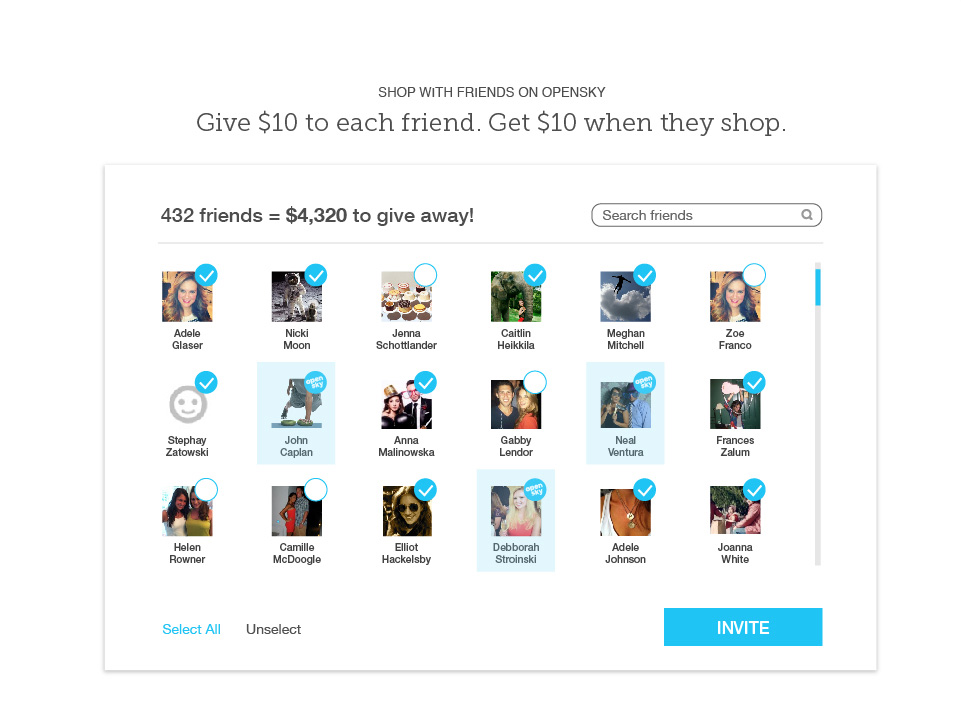 SHOP WITH FRIENDS ON OPENSKY
Give $10 to each friend. Get $10 when they shop.
432 friends = $4,320 to give away!
Search friends
Adele
Glaser
Nicki
Moon
Jenna
Schottlander
Caitlin
Heikkila
Meghan
Mitchell
Zoe
Franco
Stephay
Zatowski
open
sky
John
Caplan
Anna
Malinowska
Gabby
Lendor
open
sky
Neal
Ventura
Frances
Zalum
Helen
Rowner
Camille
McDoogle
Elliot
Hackelsby
open
sky
Debborah
Stroinski
Adele
Johnson
Joanna
White
Select All
Unselect
INVITE